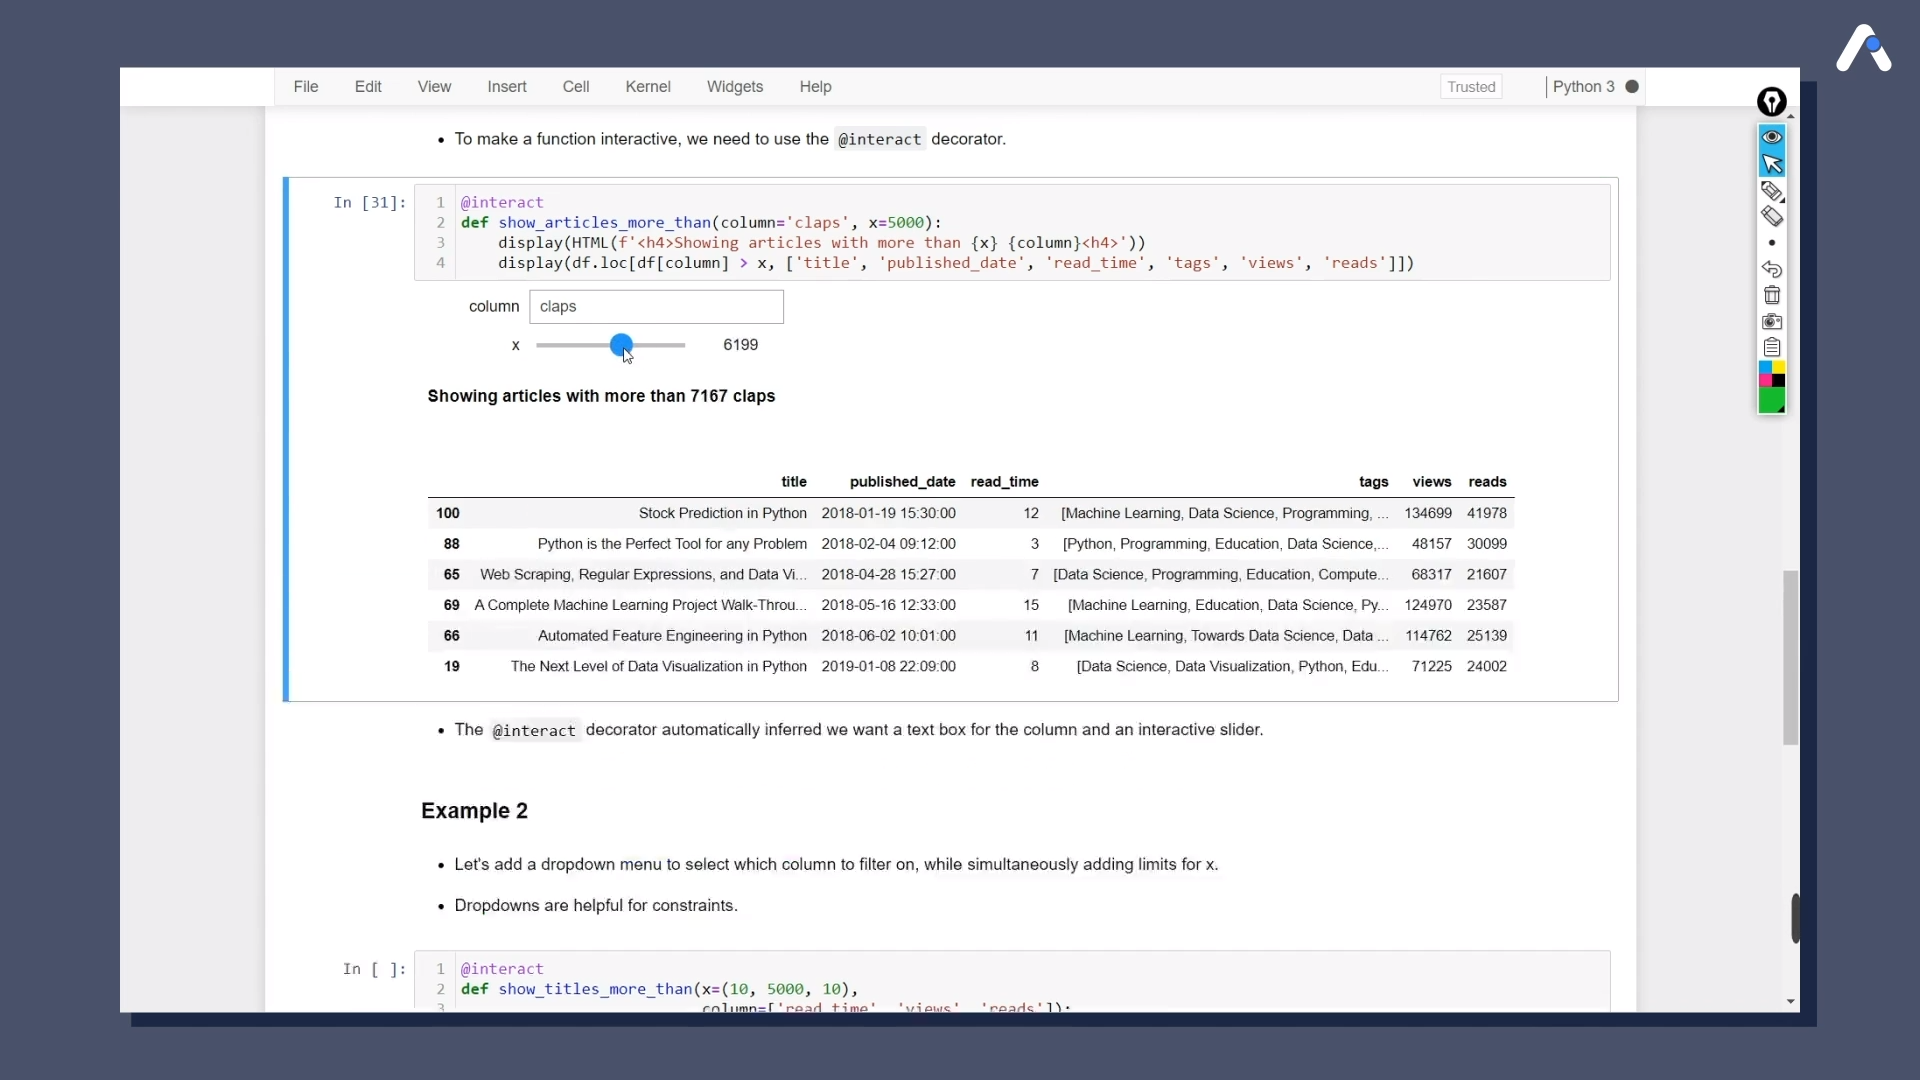 File Edit View Insert Cell Kernel Widgets Help Trusted Python 3
• To make a function interactive, we need to use the @interact decorator.
In [31]:
1 @interact
2 def show_articles_more_than(column='claps', x=5000):
3     display(HTML(f'<h4>Showing articles with more than {x} {column}<h4>'))
4     display(df.loc[df[column] > x, ['title', 'published_date', 'read_time', 'tags', 'views', 'reads']])
column claps
x 6199
Showing articles with more than 7167 claps
title published_date read_time tags views reads
100 Stock Prediction in Python 2018-01-19 15:30:00 12 [Machine Learning, Data Science, Programming, ... 134699 41978
88 Python is the Perfect Tool for any Problem 2018-02-04 09:12:00 3 [Python, Programming, Education, Data Science,... 48157 30099
65 Web Scraping, Regular Expressions, and Data Vi... 2018-04-28 15:27:00 7 [Data Science, Programming, Education, Compute... 68317 21607
69 A Complete Machine Learning Project Walk-Throu... 2018-05-16 12:33:00 15 [Machine Learning, Education, Data Science, Py... 124970 23587
66 Automated Feature Engineering in Python 2018-06-02 10:01:00 11 [Machine Learning, Towards Data Science, Data ... 114762 25139
19 The Next Level of Data Visualization in Python 2019-01-08 22:09:00 8 [Data Science, Data Visualization, Python, Edu... 71225 24002
• The @interact decorator automatically inferred we want a text box for the column and an interactive slider.
Example 2
• Let's add a dropdown menu to select which column to filter on, while simultaneously adding limits for x.
• Dropdowns are helpful for constraints.
In [ ]:
1 @interact
2 def show_titles_more_than(x=(10, 5000, 10),
3 column=['read_time', 'views', 'reads']):